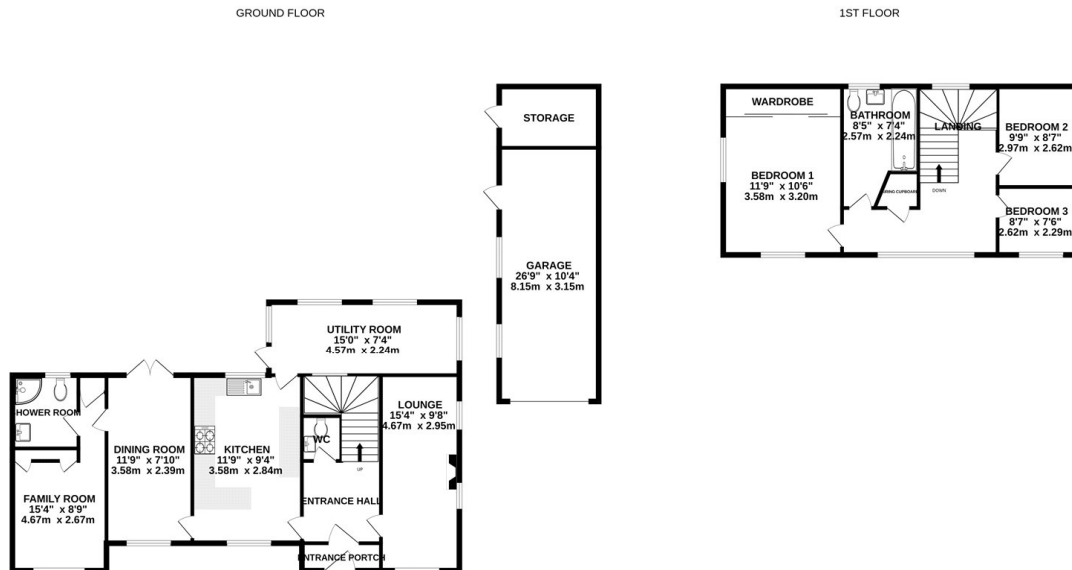 GROUND FLOOR
1ST FLOOR
STORAGE
GARAGE
26'9" x 10'4"
8.15m x 3.15m
UTILITY ROOM
15'0" x 7'4"
4.57m x 2.24m
SHOWER ROOM
DINING ROOM
11'9" x 7'10"
3.58m x 2.39m
KITCHEN
11'9" x 9'4"
3.58m x 2.84m
WC
UP
LOUNGE
15'4" x 9'8"
4.67m x 2.95m
FAMILY ROOM
15'4" x 8'9"
4.67m x 2.67m
ENTRANCE HALL
ENTRANCE PORTCH
WARDROBE
BEDROOM 1
11'9" x 10'6"
3.58m x 3.20m
BATHROOM
8'5" x 7'4"
2.57m x 2.24m
LANDING
DOWN
CUPBOARD
BEDROOM 2
9'9" x 8'7"
2.97m x 2.62m
BEDROOM 3
8'7" x 7'6"
2.62m x 2.29m